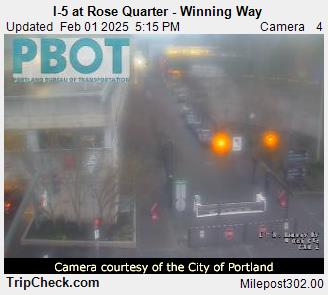 I-5 at Rose Quarter - Winning Way
Updated Feb 01 2025 5:15 PM Camera 4
PBOT
PORTLAND BUREAU OF TRANSPORTATION
Camera courtesy of the City of Portland
TripCheck.com Milepost302.00